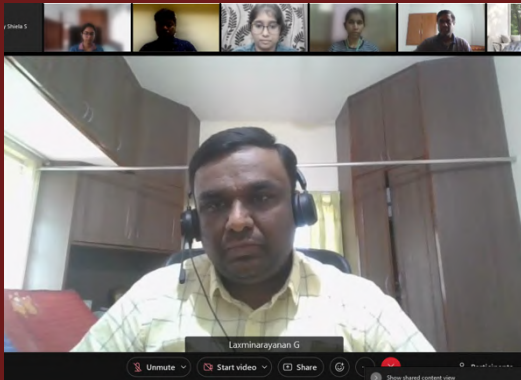 y Shiela S
Laxminarayanan G
Unmute
Start video
Share
Participants
Show shared content view